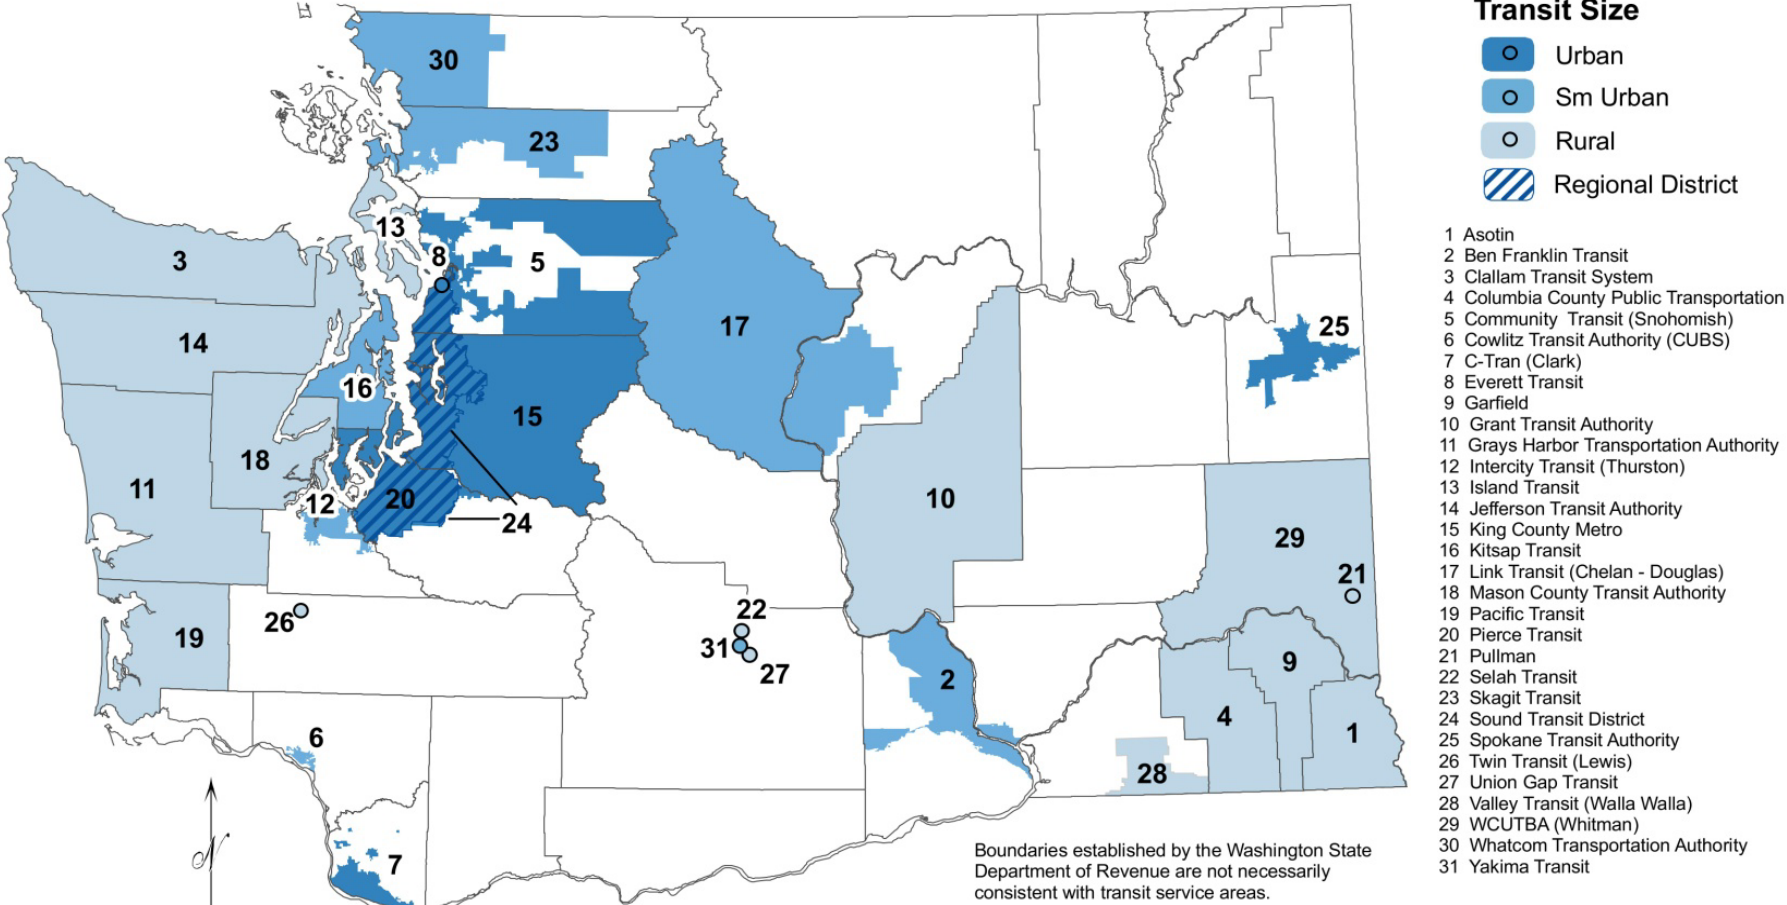 Transit Size
Urban
Sm Urban
Rural
Regional District
1 Asotin
2 Ben Franklin Transit
3 Clallam Transit System
4 Columbia County Public Transportation
5 Community Transit (Snohomish)
6 Cowlitz Transit Authority (CUBS)
7 C-Tran (Clark)
8 Everett Transit
9 Garfield
10 Grant Transit Authority
11 Grays Harbor Transportation Authority
12 Intercity Transit (Thurston)
13 Island Transit
14 Jefferson Transit Authority
15 King County Metro
16 Kitsap Transit
17 Link Transit (Chelan - Douglas)
18 Mason County Transit Authority
19 Pacific Transit
20 Pierce Transit
21 Pullman
22 Selah Transit
23 Skagit Transit
24 Sound Transit District
25 Spokane Transit Authority
26 Twin Transit (Lewis)
27 Union Gap Transit
28 Valley Transit (Walla Walla)
29 WCUTBA (Whitman)
30 Whatcom Transportation Authority
31 Yakima Transit
30
23
13
3
8
5
17
25
14
16
15
18
11
12
20
10
24
29
21
22
26
19
31
27
9
2
4
1
6
28
7
N
Boundaries established by the Washington State
Department of Revenue are not necessarily
consistent with transit service areas.